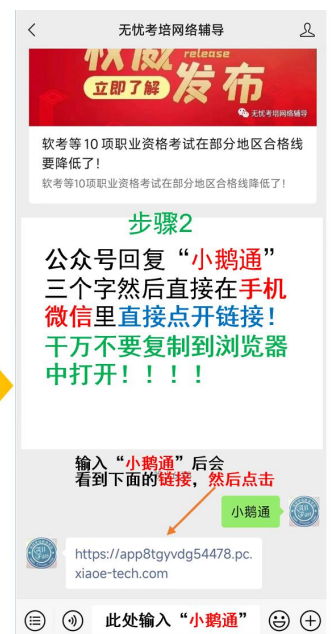 无忧考培网络辅导
权威
release
发布
立即了解
无忧考培网络辅导
软考等10项职业资格考试在部分地区合格线
要降低了!
软考等10项职业资格考试在部分地区合格线降低了!
步骤2
公众号回复“小鹅通”
三个字然后直接在手机
微信里直接点开链接!
千万不要复制到浏览器
中打开!!!!
输入“小鹅通”后会
看到下面的链接,然后点击
小鹅通
https://app8tgyvdg54478.pc.
xiaoe-tech.com
此处输入“小鹅通”